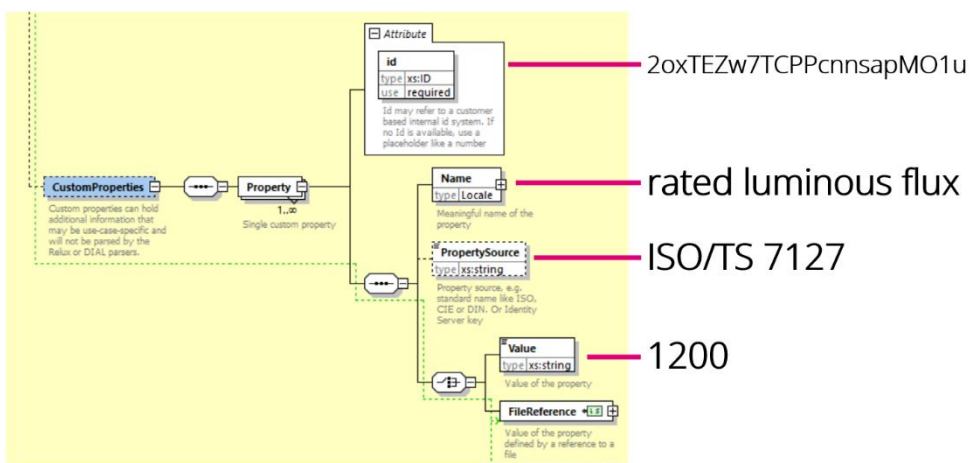 Attribute
id
type xs:ID
use required
Id may refer to a customer
based internal id system. If
no Id is available, use a
placeholder like a number
2oxTEZw7TCPPcnnsapMO1u
CustomProperties
Custom properties can hold
additional information that
may be use-case-specific and
will not be parsed by the
Relux or DIAL parsers.
Property
1..∞
Single custom property
Name
type Locale
Meaningful name of the
property
rated luminous flux
PropertySource
type xs:string
Property source, e.g.
standard name like ISO,
CIE or DIN. Or Identity
Server key
ISO/TS 7127
Value
type xs:string
Value of the property
1200
FileReference
Value of the property
defined by a reference to a
file